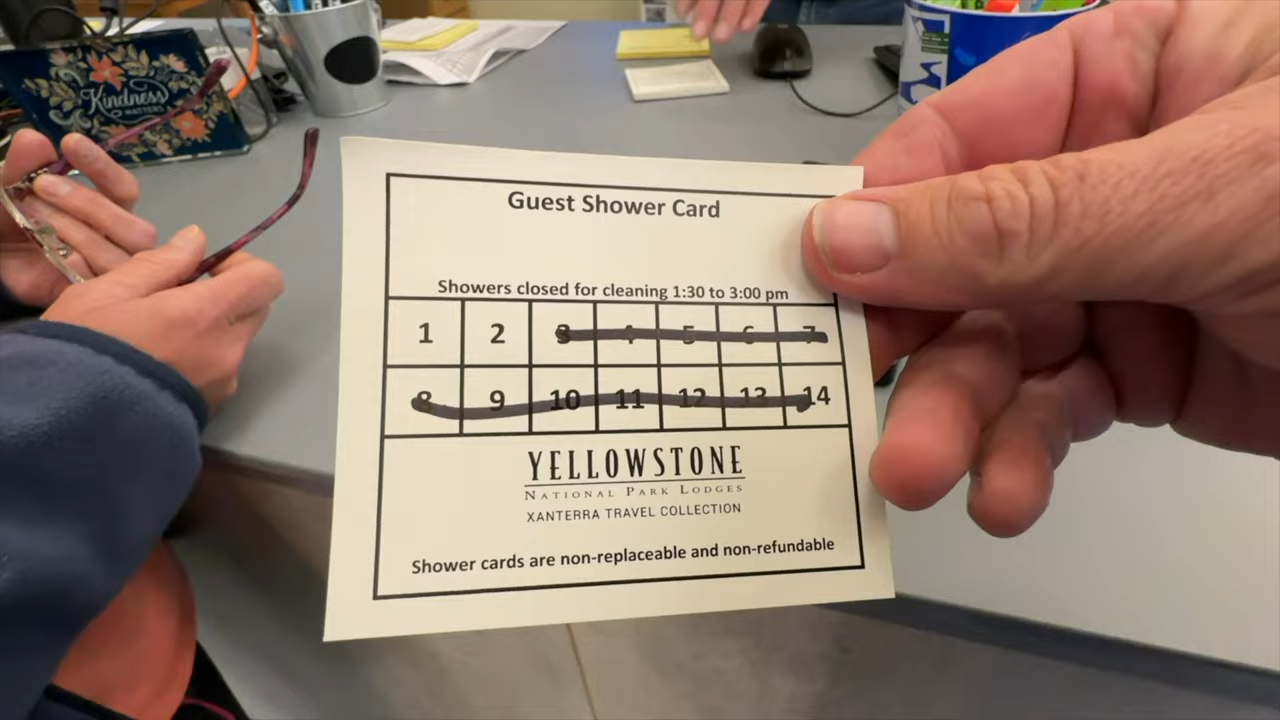 Kindness
MATTERS
Guest Shower Card
Showers closed for cleaning 1:30 to 3:00 pm
1 2 3 4 5 6 7
8 9 10 11 12 13 14
YELLOWSTONE
NATIONAL PARK LODGES
XANTERRA TRAVEL COLLECTION
Shower cards are non-replaceable and non-refundable